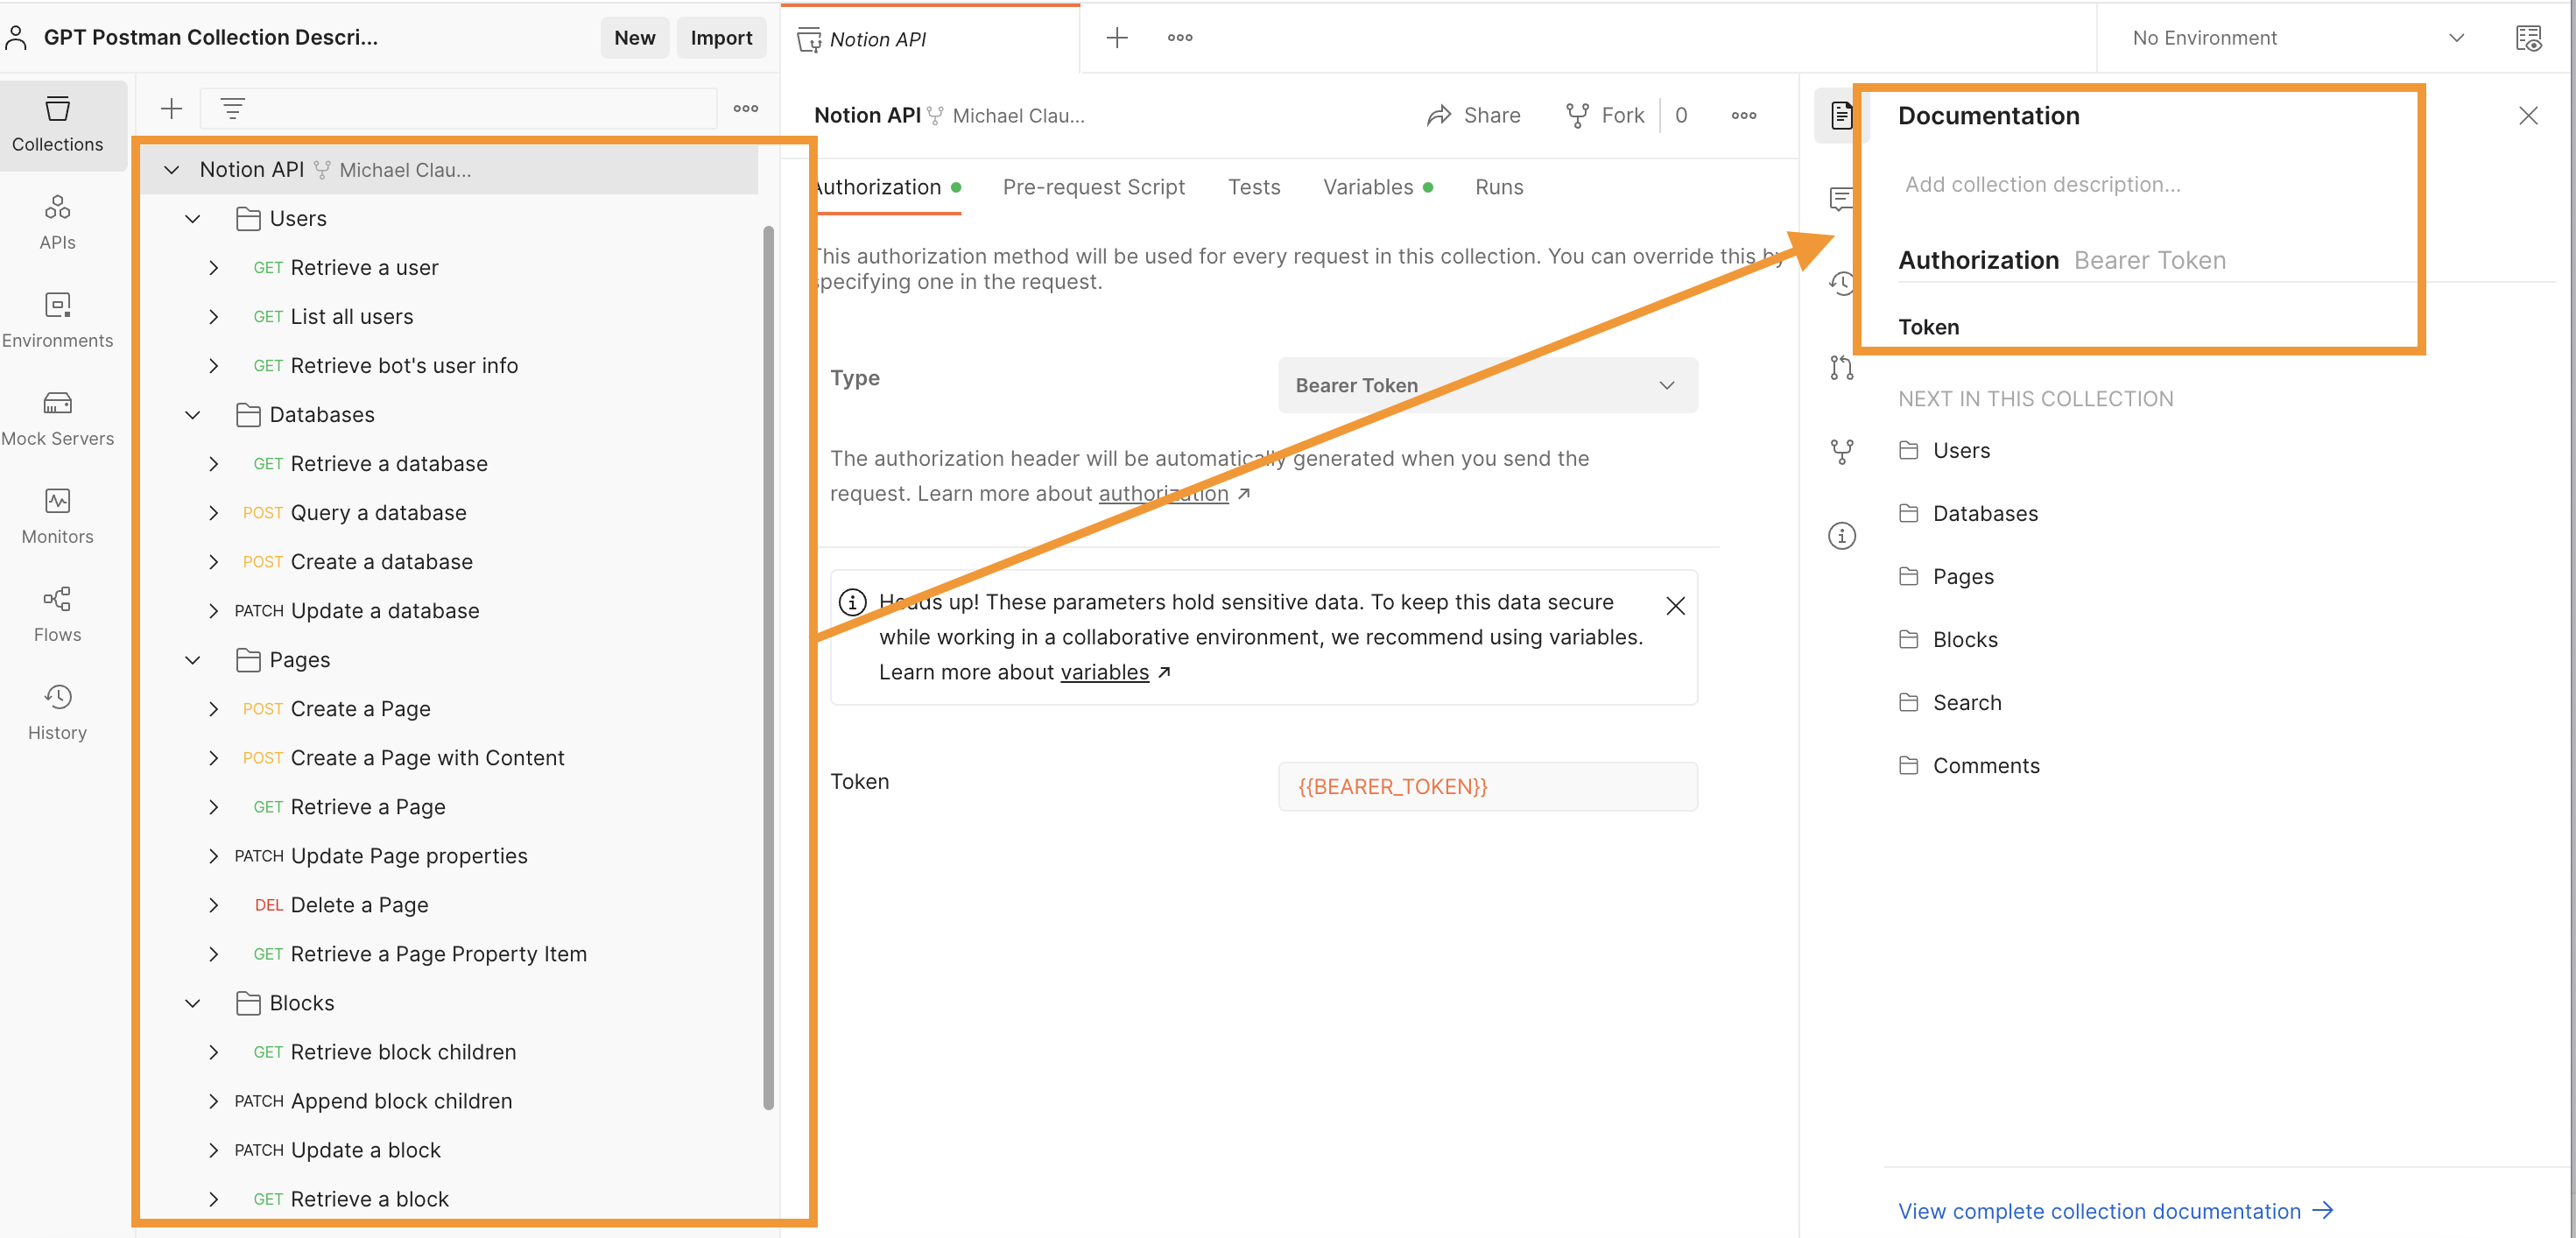 GPT Postman Collection Descri...
New
Import
Notion API
No Environment
Collections
APIs
Environments
Mock Servers
Monitors
Flows
History
Notion API Michael Clau...
Users
GET Retrieve a user
GET List all users
GET Retrieve bot's user info
Databases
GET Retrieve a database
POST Query a database
POST Create a database
PATCH Update a database
Pages
POST Create a Page
POST Create a Page with Content
GET Retrieve a Page
PATCH Update Page properties
DEL Delete a Page
GET Retrieve a Page Property Item
Blocks
GET Retrieve block children
PATCH Append block children
PATCH Update a block
GET Retrieve a block
Notion API Michael Clau...
Share
Fork 0
Authorization
Pre-request Script
Tests
Variables
Runs
This authorization method will be used for every request in this collection. You can override this by
specifying one in the request.
Type
Bearer Token
The authorization header will be automatically generated when you send the
request. Learn more about authorization ↗
Heads up! These parameters hold sensitive data. To keep this data secure
while working in a collaborative environment, we recommend using variables.
Learn more about variables ↗
Token
{{BEARER_TOKEN}}
Documentation
Add collection description...
Authorization Bearer Token
Token
NEXT IN THIS COLLECTION
Users
Databases
Pages
Blocks
Search
Comments
View complete collection documentation →